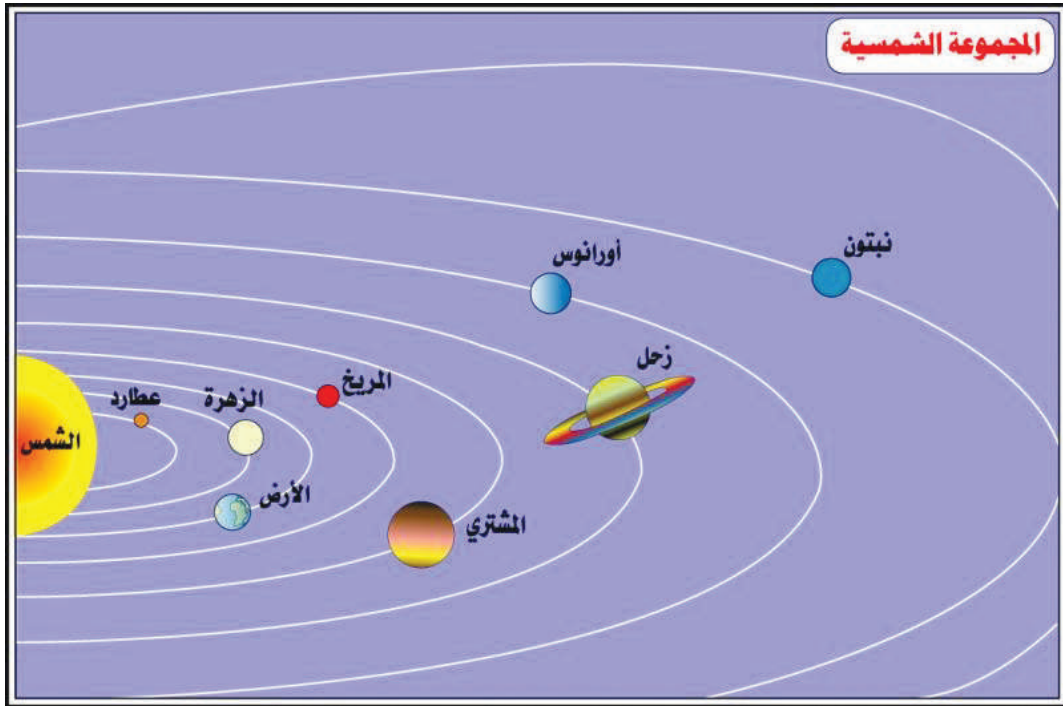 المجموعة الشمسية
نبتون
أورانوس
زحل
المريخ
الزهرة
عطارد
الشمس
الأرض
المشتري